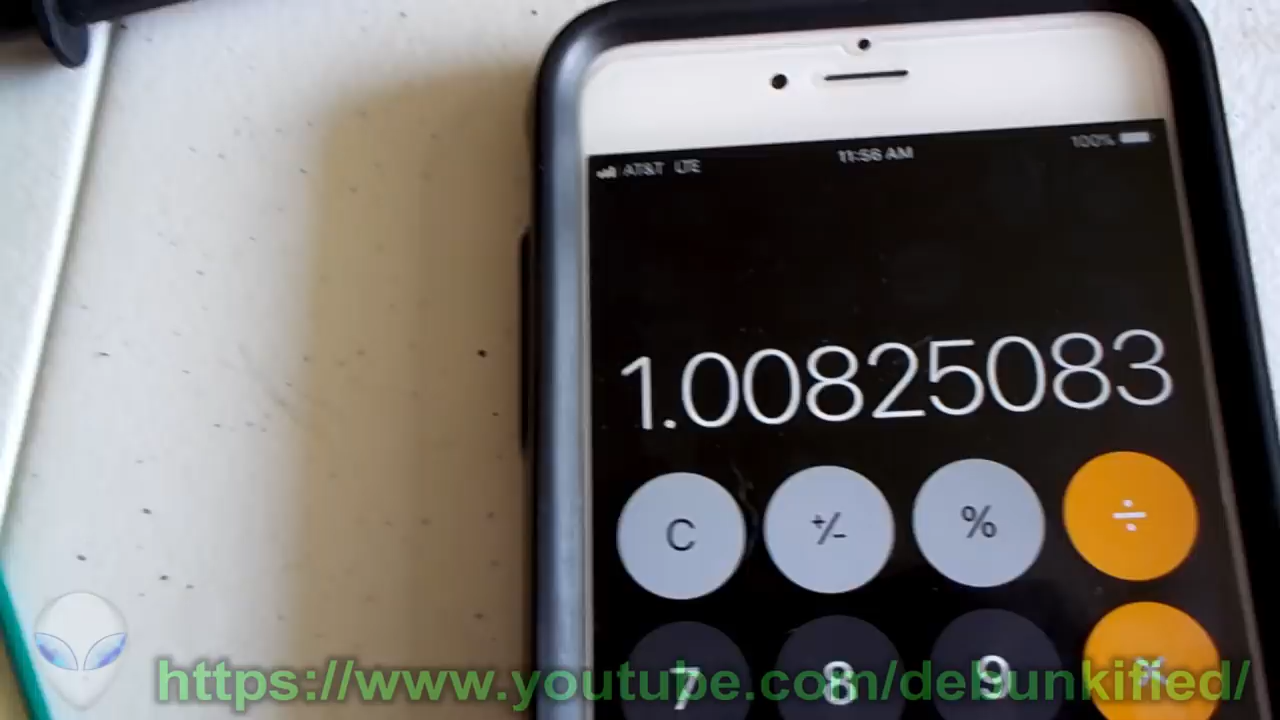 AT&T LTE 11:56 AM 100%
1.00825083
C +/- % ÷
7 8 9 ×
https://www.youtube.com/debunkified/